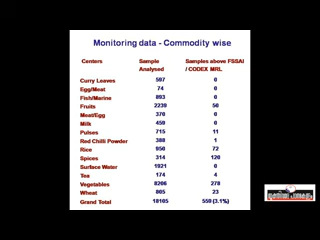 Monitoring data - Commodity wise
Centers Sample Analysed Samples above FSSAI / CODEX MRL
Curry Leaves 597 0
Egg/Meat 74 0
Fish/Marine 893 0
Fruits 2239 50
Meat/Egg 370 0
Milk 459 0
Pulses 715 11
Red Chilli Powder 388 1
Rice 950 72
Spices 314 120
Surface Water 1921 0
Tea 174 4
Vegetables 8206 278
Wheat 805 23
Grand Total 18105 559 (3.1%)